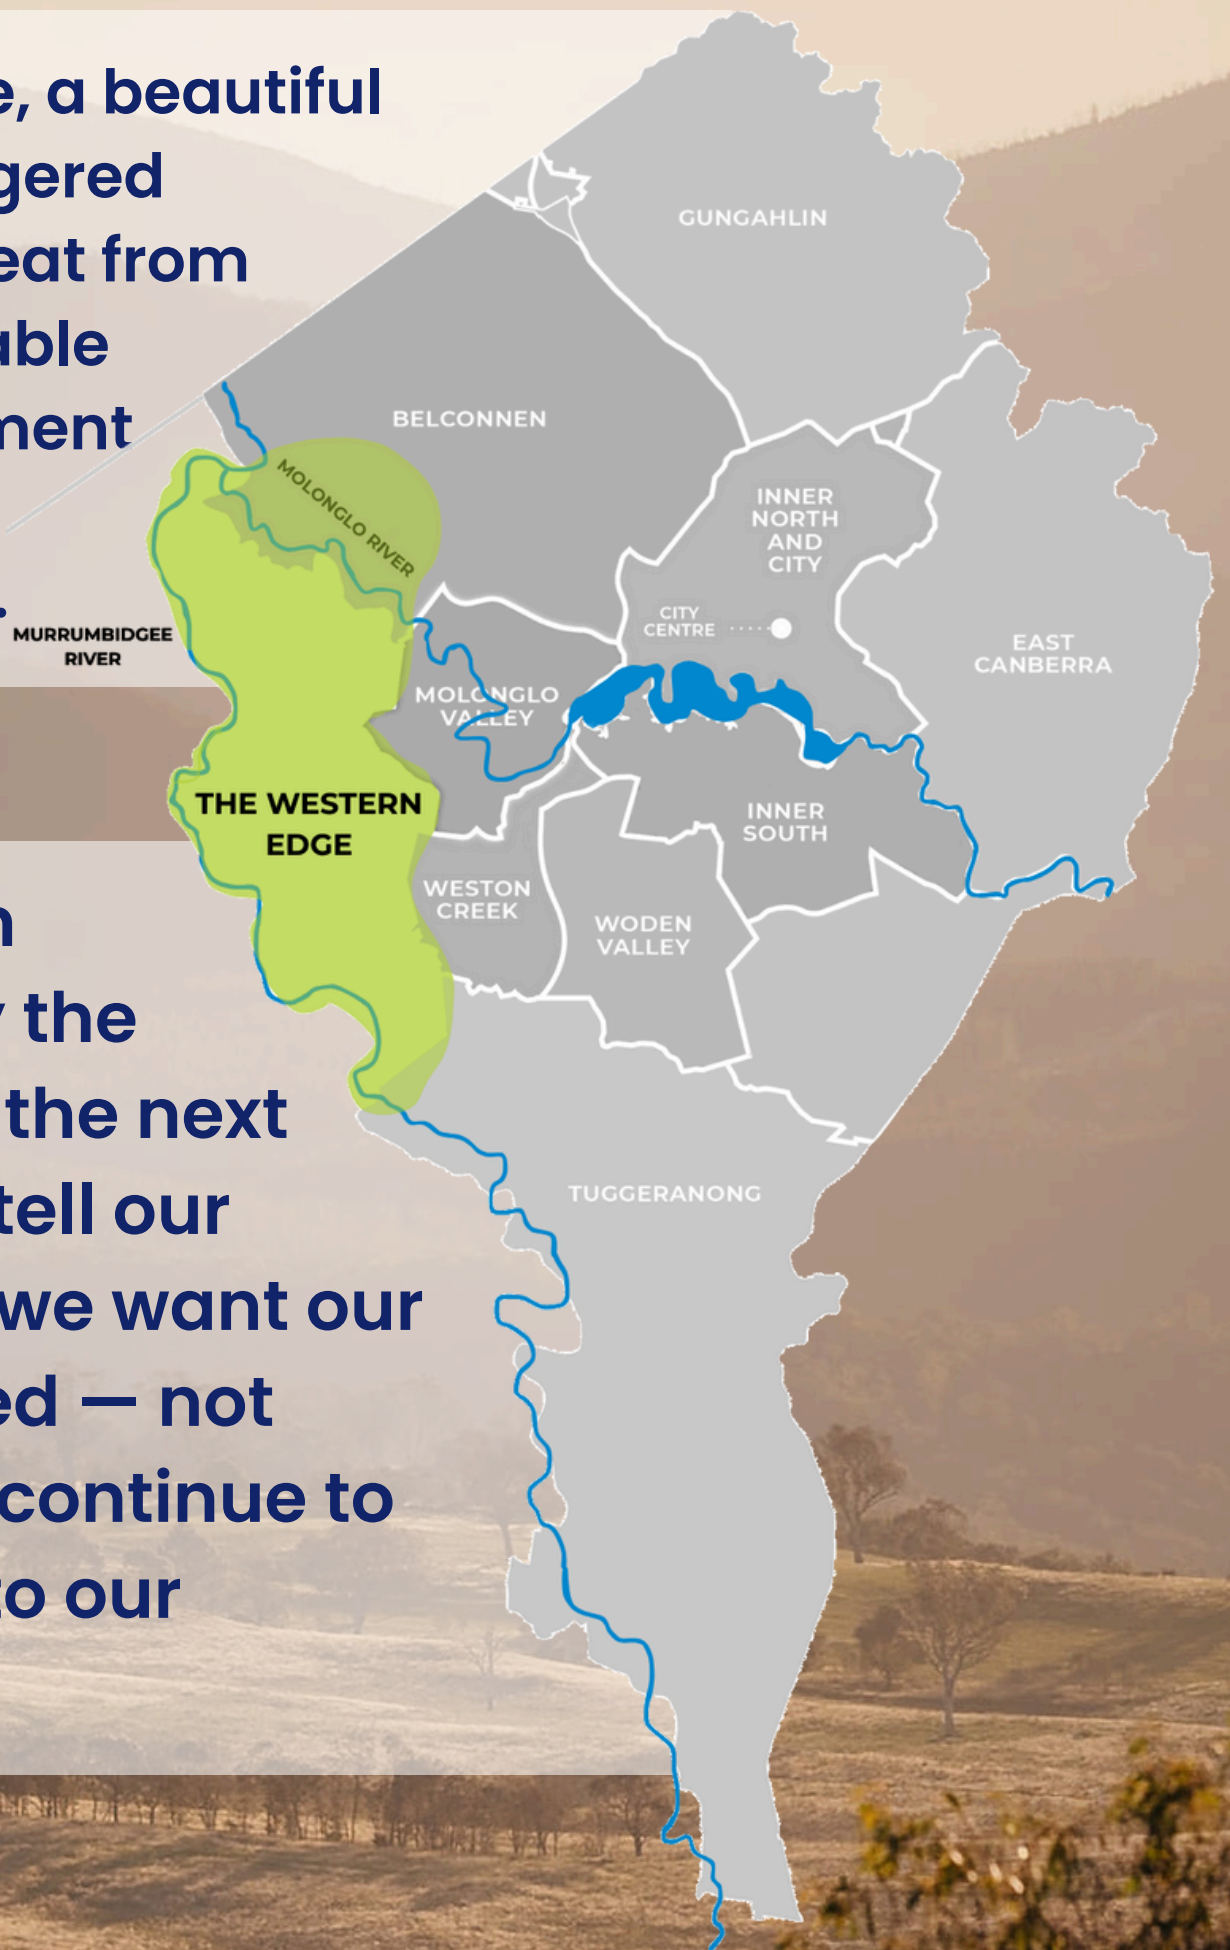 e, a beautiful
gered
eat from
able
ment
.
GUNGAHLIN
BELCONNEN
MOLONGLO RIVER
INNER
NORTH
AND
CITY
CITY
CENTRE
MURRUMBIDGEE
RIVER
EAST
CANBERRA
MOLONGLO
VALLEY
THE WESTERN
EDGE
INNER
SOUTH
WESTON
CREEK
WODEN
VALLEY
TUGGERANONG
n
y the
the next
tell our
we want our
ed — not
continue to
to our